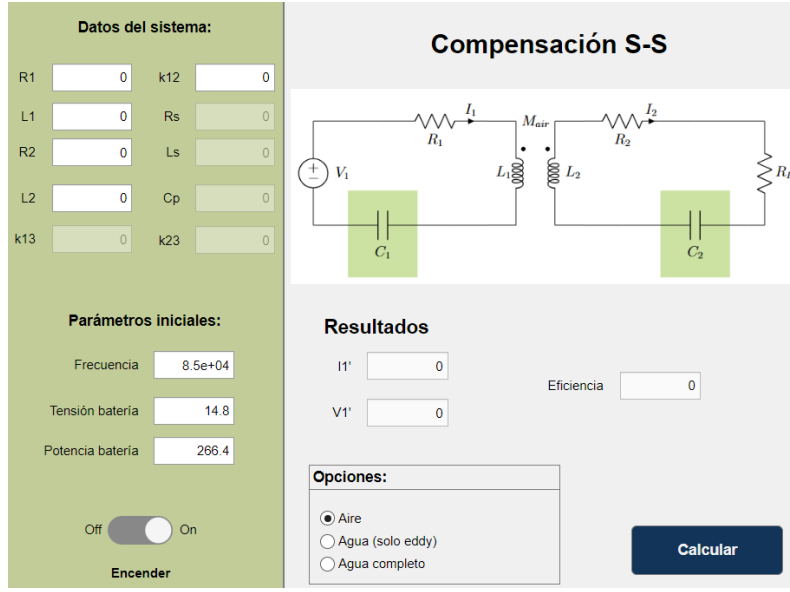 Datos del sistema:
R1 0 k12 0
L1 0 Rs 0
R2 0 Ls 0
L2 0 Cp 0
k13 0 k23 0
Parámetros iniciales:
Frecuencia 8.5e+04
Tensión batería 14.8
Potencia batería 266.4
Off On
Encender
Compensación S-S
I1 Mair I2
R1 R2
V1 L1 L2
C1 C2
Resultados
I1' 0
V1' 0
Eficiencia 0
Opciones:
Aire
Agua (solo eddy)
Agua completo
Calcular